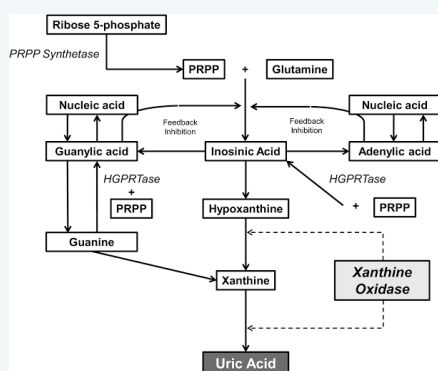 Ribose 5-phosphate
PRPP Synthetase
PRPP + Glutamine
Nucleic acid
Nucleic acid
Feedback
Inhibition
Feedback
Inhibition
Guanylic acid
Inosinic Acid
Adenylic acid
HGPRTase
+
PRPP
HGPRTase
+ PRPP
Hypoxanthine
Guanine
Xanthine
Xanthine
Oxidase
Uric Acid